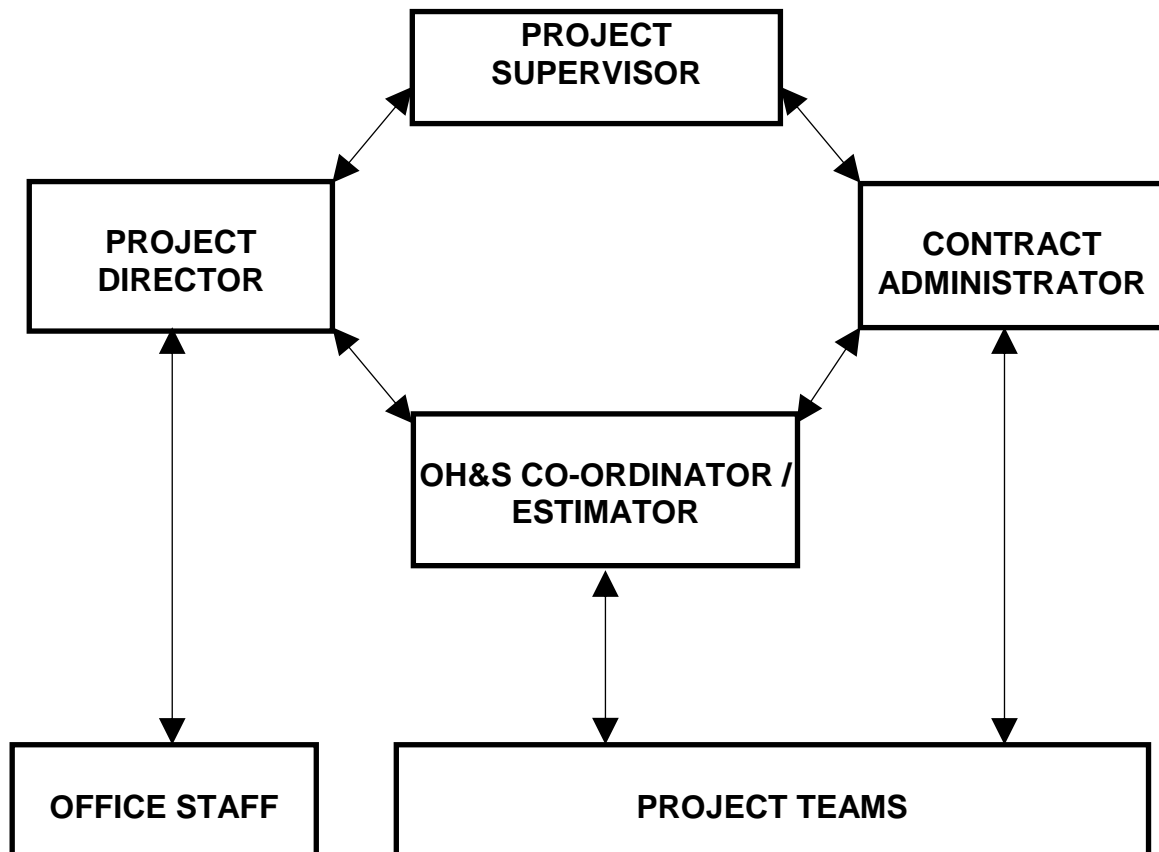 PROJECT
SUPERVISOR
PROJECT
DIRECTOR
CONTRACT
ADMINISTRATOR
OH&S CO-ORDINATOR /
ESTIMATOR
OFFICE STAFF
PROJECT TEAMS